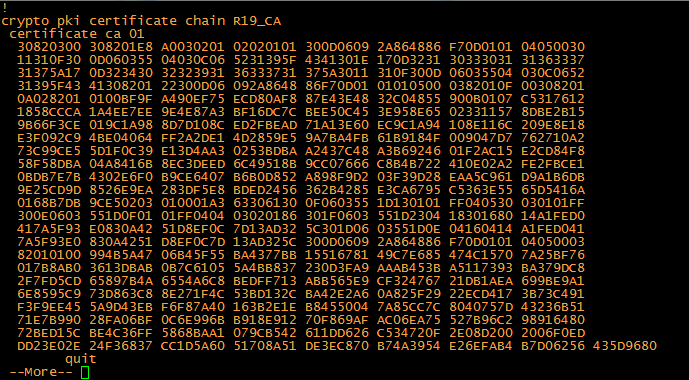 !
crypto pki certificate chain R19_CA
 certificate ca 01
  30820300 308201E8 A0030201 02020101 300D0609 2A864886 F70D0101 04050030
  11310F30 0D060355 04030C06 5231395F 4341301E 170D3231 30333031 31363337
  31375A17 0D323430 32323931 36333731 375A3011 310F300D 06035504 030C0652
  31395F43 41308201 22300D06 092A8648 86F70D01 01010500 0382010F 00308201
  0A028201 0100BF9F A490EF75 ECD80AF8 87E43E48 32C04855 900B0107 C5317612
  1858CCCA 1A4EE7EE 9E4E87A3 BF16DC7C BEE50C45 3E958E65 02331157 8DBE2B15
  9B66F3CE 019C1A98 8D7D108C ED2FBEAD 71A13E60 EC9C1A94 108E116C 209E8E18
  E3F092C9 4BE04064 FF2A2DE1 4D2859E5 9A7BA4FB 61B9184F 009047D7 762710A2
  73C99CE5 5D1F0C39 E13D4AA3 0253BDBA A2437C48 A3B69246 01F2AC15 E2CD84F8
  58F58DBA 04A8416B 8EC3DEED 6C49518B 9CC07666 C8B4B722 410E02A2 FE2FBCE1
  0BDB7E7B 4302E6F0 B9CE6407 B6B0D852 A898F9D2 03F39D28 EAA5C961 D9A1B6DB
  9E25CD9D 8526E9EA 283DF5E8 BDED2456 362B4285 E3CA6795 C5363E55 65D5416A
  0168B7DB 9CE50203 010001A3 63306130 0F060355 1D130101 FF040530 030101FF
  300E0603 551D0F01 01FF0404 03020186 301F0603 551D2304 18301680 14A1FED0
  417A5F93 E0830A42 51D8EF0C 7D13AD32 5C301D06 03551D0E 04160414 A1FED041
  7A5F93E0 830A4251 D8EF0C7D 13AD325C 300D0609 2A864886 F70D0101 04050003
  82010100 994B5A47 06B45F55 BA4377BB 15516781 49C7E685 474C1570 7A25BF76
  017B8AB0 3613DBAB 0B7C6105 5A4BB837 230D3FA9 AAAB453B A5117393 BA379DC8
  2F7FD5CD 65897B4A 6554A6C8 BEDFF713 ABB565E9 CF324767 21DB1AEA 699BE9A1
  6E8595C9 73D863C8 8E271F4C 53BD132C BA42E2A6 0A825F29 22ECD417 3B73C491
  F3F9EE45 5A9D43EB F6F87A40 163B2E1E B8455004 7A85CC7C 8040757D 43236B51
  71E7B990 28FA06BF 0C6E996B B918E912 70F869AF AC06EA75 527B96C2 98916480
  72BED15C BE4C36FF 5868BAA1 079CB542 611DD626 C534720F 2E08D200 2006F0ED
  DD23E02E 24F36837 CC1D5A60 51708A51 DE3EC870 B74A3954 E26EFAB4 B7D06256 435D9680
        quit
 --More--